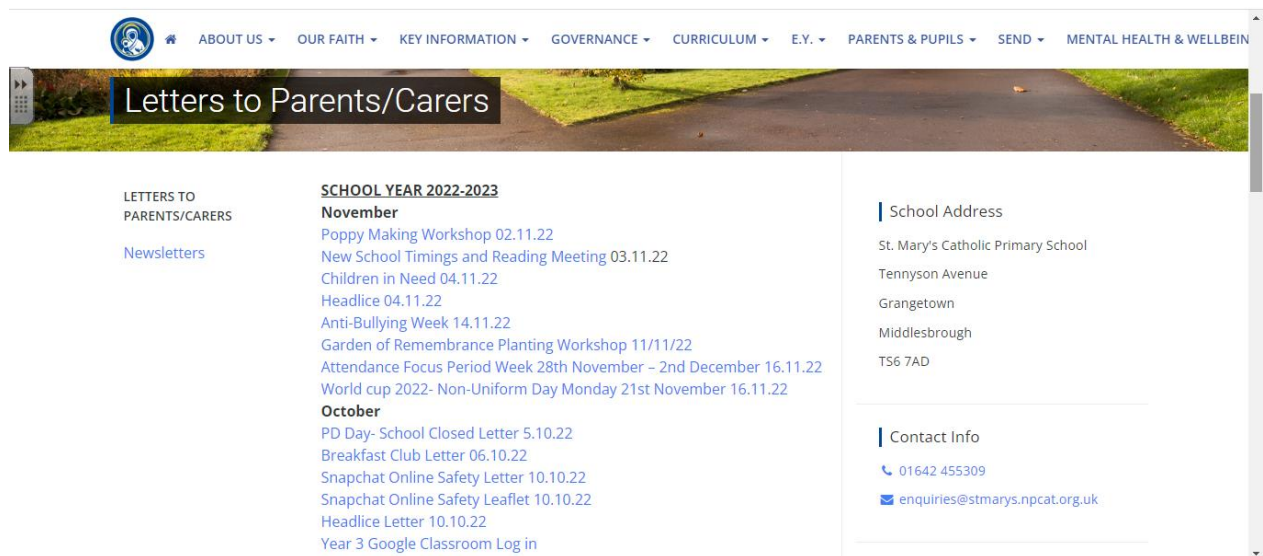 ABOUT US OUR FAITH KEY INFORMATION GOVERNANCE CURRICULUM E.Y. PARENTS & PUPILS SEND MENTAL HEALTH & WELLBEIN
Letters to Parents/Carers
LETTERS TO
PARENTS/CARERS
Newsletters
SCHOOL YEAR 2022-2023
November
Poppy Making Workshop 02.11.22
New School Timings and Reading Meeting 03.11.22
Children in Need 04.11.22
Headlice 04.11.22
Anti-Bullying Week 14.11.22
Garden of Remembrance Planting Workshop 11/11/22
Attendance Focus Period Week 28th November – 2nd December 16.11.22
World cup 2022- Non-Uniform Day Monday 21st November 16.11.22
October
PD Day- School Closed Letter 5.10.22
Breakfast Club Letter 06.10.22
Snapchat Online Safety Letter 10.10.22
Snapchat Online Safety Leaflet 10.10.22
Headlice Letter 10.10.22
Year 3 Google Classroom Log in
School Address
St. Mary's Catholic Primary School
Tennyson Avenue
Grangetown
Middlesbrough
TS6 7AD
Contact Info
01642 455309
enquiries@stmarys.npcat.org.uk